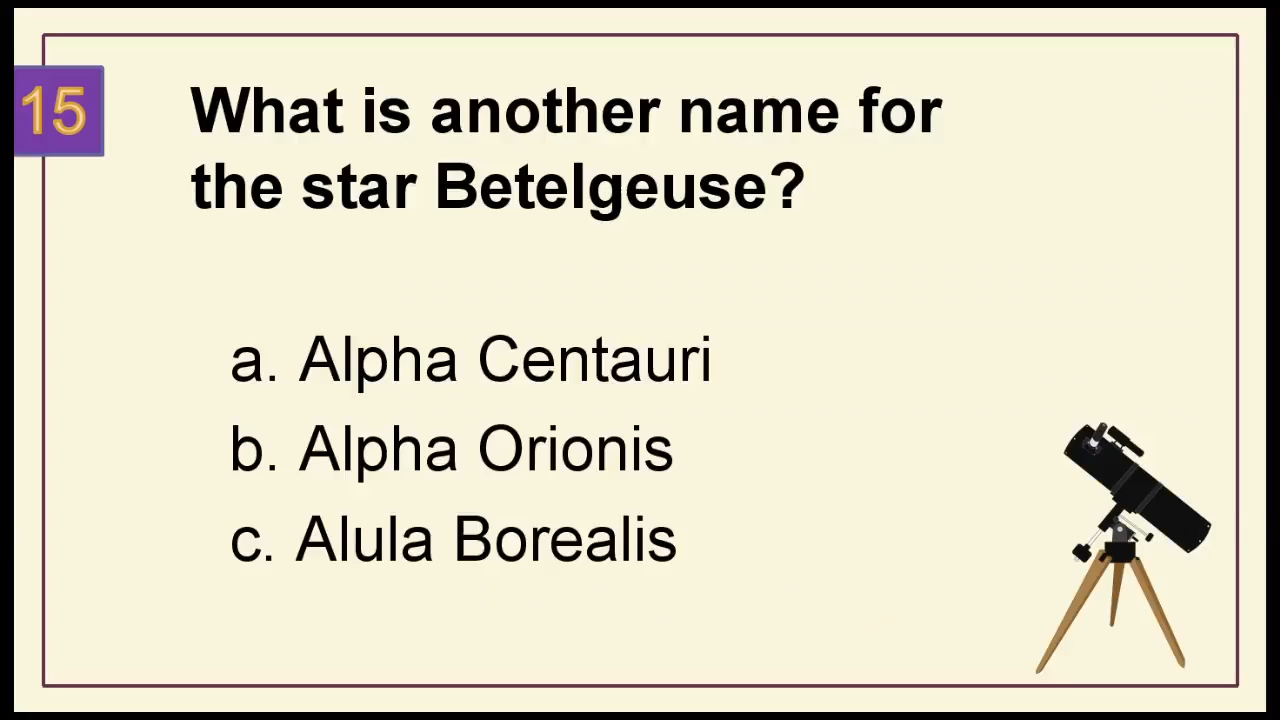 15
What is another name for
the star Betelgeuse?
a. Alpha Centauri
b. Alpha Orionis
c. Alula Borealis